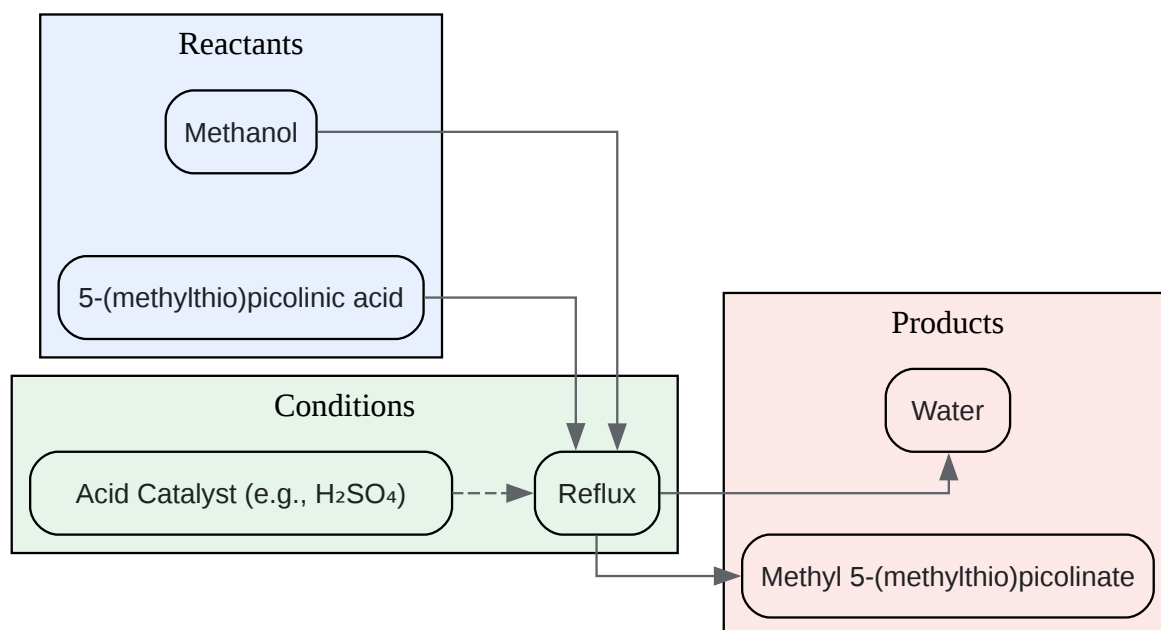 Reactants
Methanol
5-(methylthio)picolinic acid
Conditions
Acid Catalyst (e.g., H₂SO₄)
Reflux
Products
Water
Methyl 5-(methylthio)picolinate